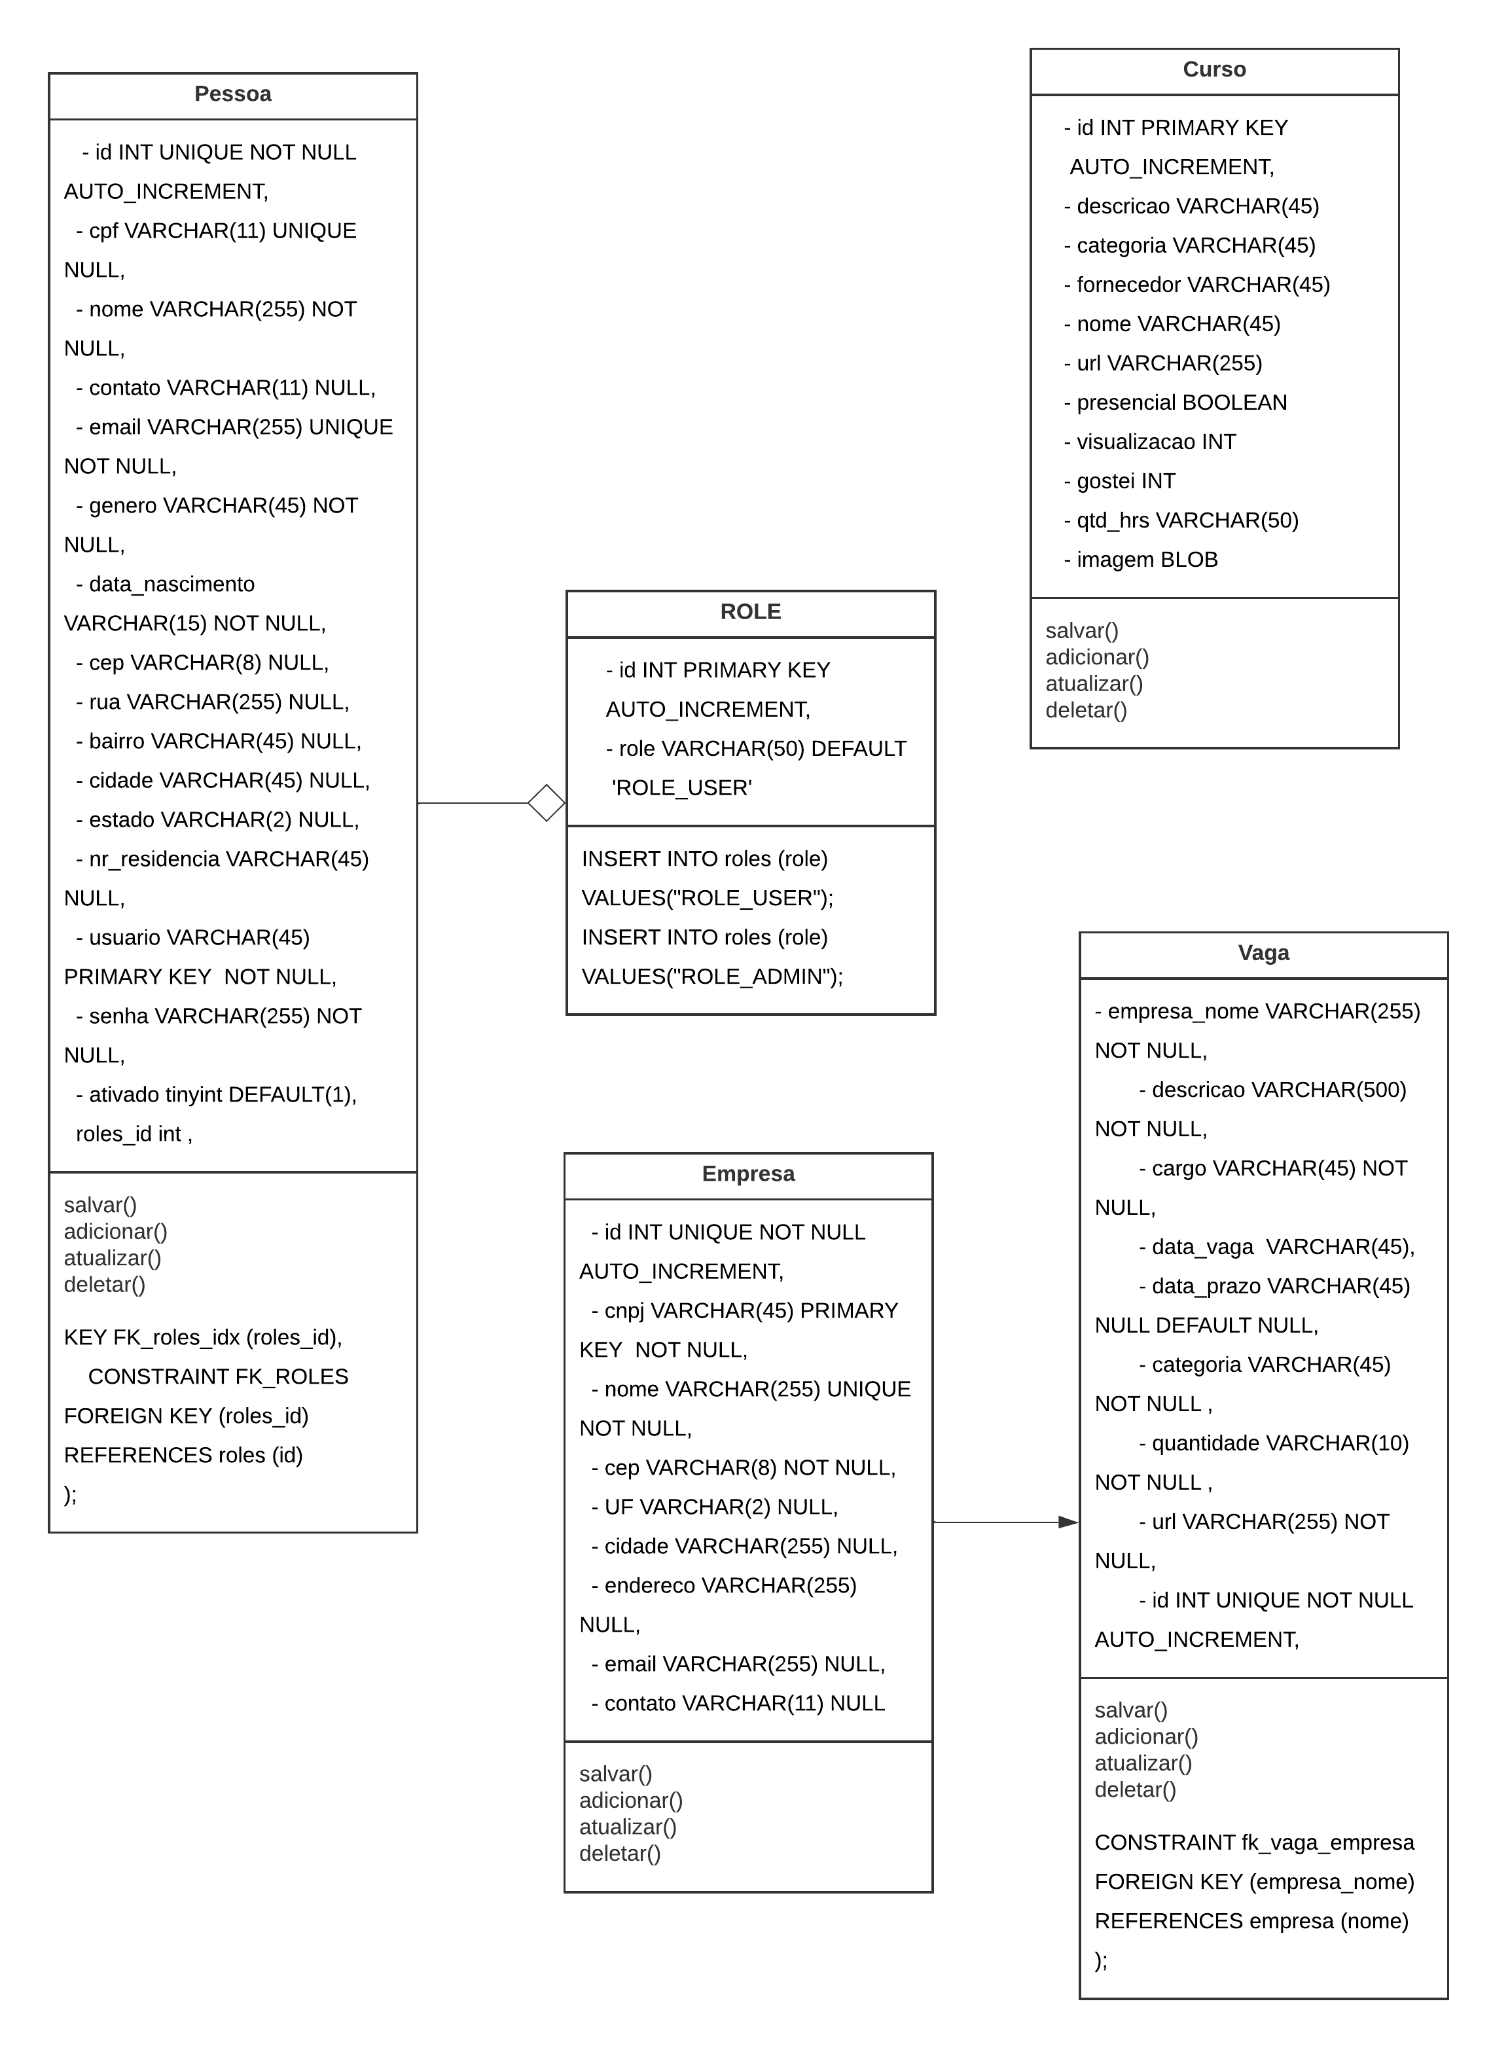 Pessoa
- id INT UNIQUE NOT NULL
AUTO_INCREMENT,
- cpf VARCHAR(11) UNIQUE
NULL,
- nome VARCHAR(255) NOT
NULL,
- contato VARCHAR(11) NULL,
- email VARCHAR(255) UNIQUE
NOT NULL,
- genero VARCHAR(45) NOT
NULL,
- data_nascimento
VARCHAR(15) NOT NULL,
- cep VARCHAR(8) NULL,
- rua VARCHAR(255) NULL,
- bairro VARCHAR(45) NULL,
- cidade VARCHAR(45) NULL,
- estado VARCHAR(2) NULL,
- nr_residencia VARCHAR(45)
NULL,
- usuario VARCHAR(45)
PRIMARY KEY  NOT NULL,
- senha VARCHAR(255) NOT
NULL,
- ativado tinyint DEFAULT(1),
roles_id int ,
salvar()
adicionar()
atualizar()
deletar()
KEY FK_roles_idx (roles_id),
CONSTRAINT FK_ROLES
FOREIGN KEY (roles_id)
REFERENCES roles (id)
);
ROLE
- id INT PRIMARY KEY
AUTO_INCREMENT,
- role VARCHAR(50) DEFAULT
'ROLE_USER'
INSERT INTO roles (role)
VALUES("ROLE_USER");
INSERT INTO roles (role)
VALUES("ROLE_ADMIN");
Curso
- id INT PRIMARY KEY
AUTO_INCREMENT,
- descricao VARCHAR(45)
- categoria VARCHAR(45)
- fornecedor VARCHAR(45)
- nome VARCHAR(45)
- url VARCHAR(255)
- presencial BOOLEAN
- visualizacao INT
- gostei INT
- qtd_hrs VARCHAR(50)
- imagem BLOB
salvar()
adicionar()
atualizar()
deletar()
Empresa
- id INT UNIQUE NOT NULL
AUTO_INCREMENT,
- cnpj VARCHAR(45) PRIMARY
KEY  NOT NULL,
- nome VARCHAR(255) UNIQUE
NOT NULL,
- cep VARCHAR(8) NOT NULL,
- UF VARCHAR(2) NULL,
- cidade VARCHAR(255) NULL,
- endereco VARCHAR(255)
NULL,
- email VARCHAR(255) NULL,
- contato VARCHAR(11) NULL
salvar()
adicionar()
atualizar()
deletar()
Vaga
- empresa_nome VARCHAR(255)
NOT NULL,
- descricao VARCHAR(500)
NOT NULL,
- cargo VARCHAR(45) NOT
NULL,
- data_vaga  VARCHAR(45),
- data_prazo VARCHAR(45)
NULL DEFAULT NULL,
- categoria VARCHAR(45)
NOT NULL ,
- quantidade VARCHAR(10)
NOT NULL ,
- url VARCHAR(255) NOT
NULL,
- id INT UNIQUE NOT NULL
AUTO_INCREMENT,
salvar()
adicionar()
atualizar()
deletar()
CONSTRAINT fk_vaga_empresa
FOREIGN KEY (empresa_nome)
REFERENCES empresa (nome)
);